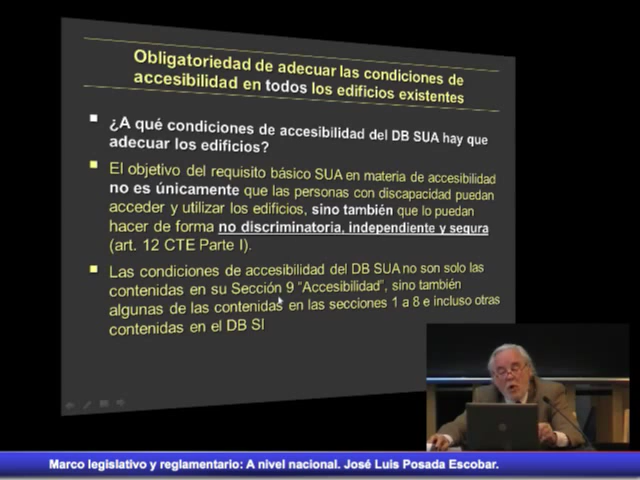 Obligatoriedad de adecuar las condiciones de
accesibilidad en todos los edificios existentes
¿A qué condiciones de accesibilidad del DB SUA hay que
adecuar los edificios?
El objetivo del requisito básico SUA en materia de accesibilidad
no es únicamente que las personas con discapacidad puedan
acceder y utilizar los edificios, sino también que lo puedan
hacer de forma no discriminatoria, independiente y segura
(art. 12 CTE Parte I).
Las condiciones de accesibilidad del DB SUA no son solo las
contenidas en su Sección 9 "Accesibilidad", sino también
algunas de las contenidas en las secciones 1 a 8 e incluso otras
contenidas en el DB SI
Marco legislativo y reglamentario: A nivel nacional. José Luis Posada Escobar.